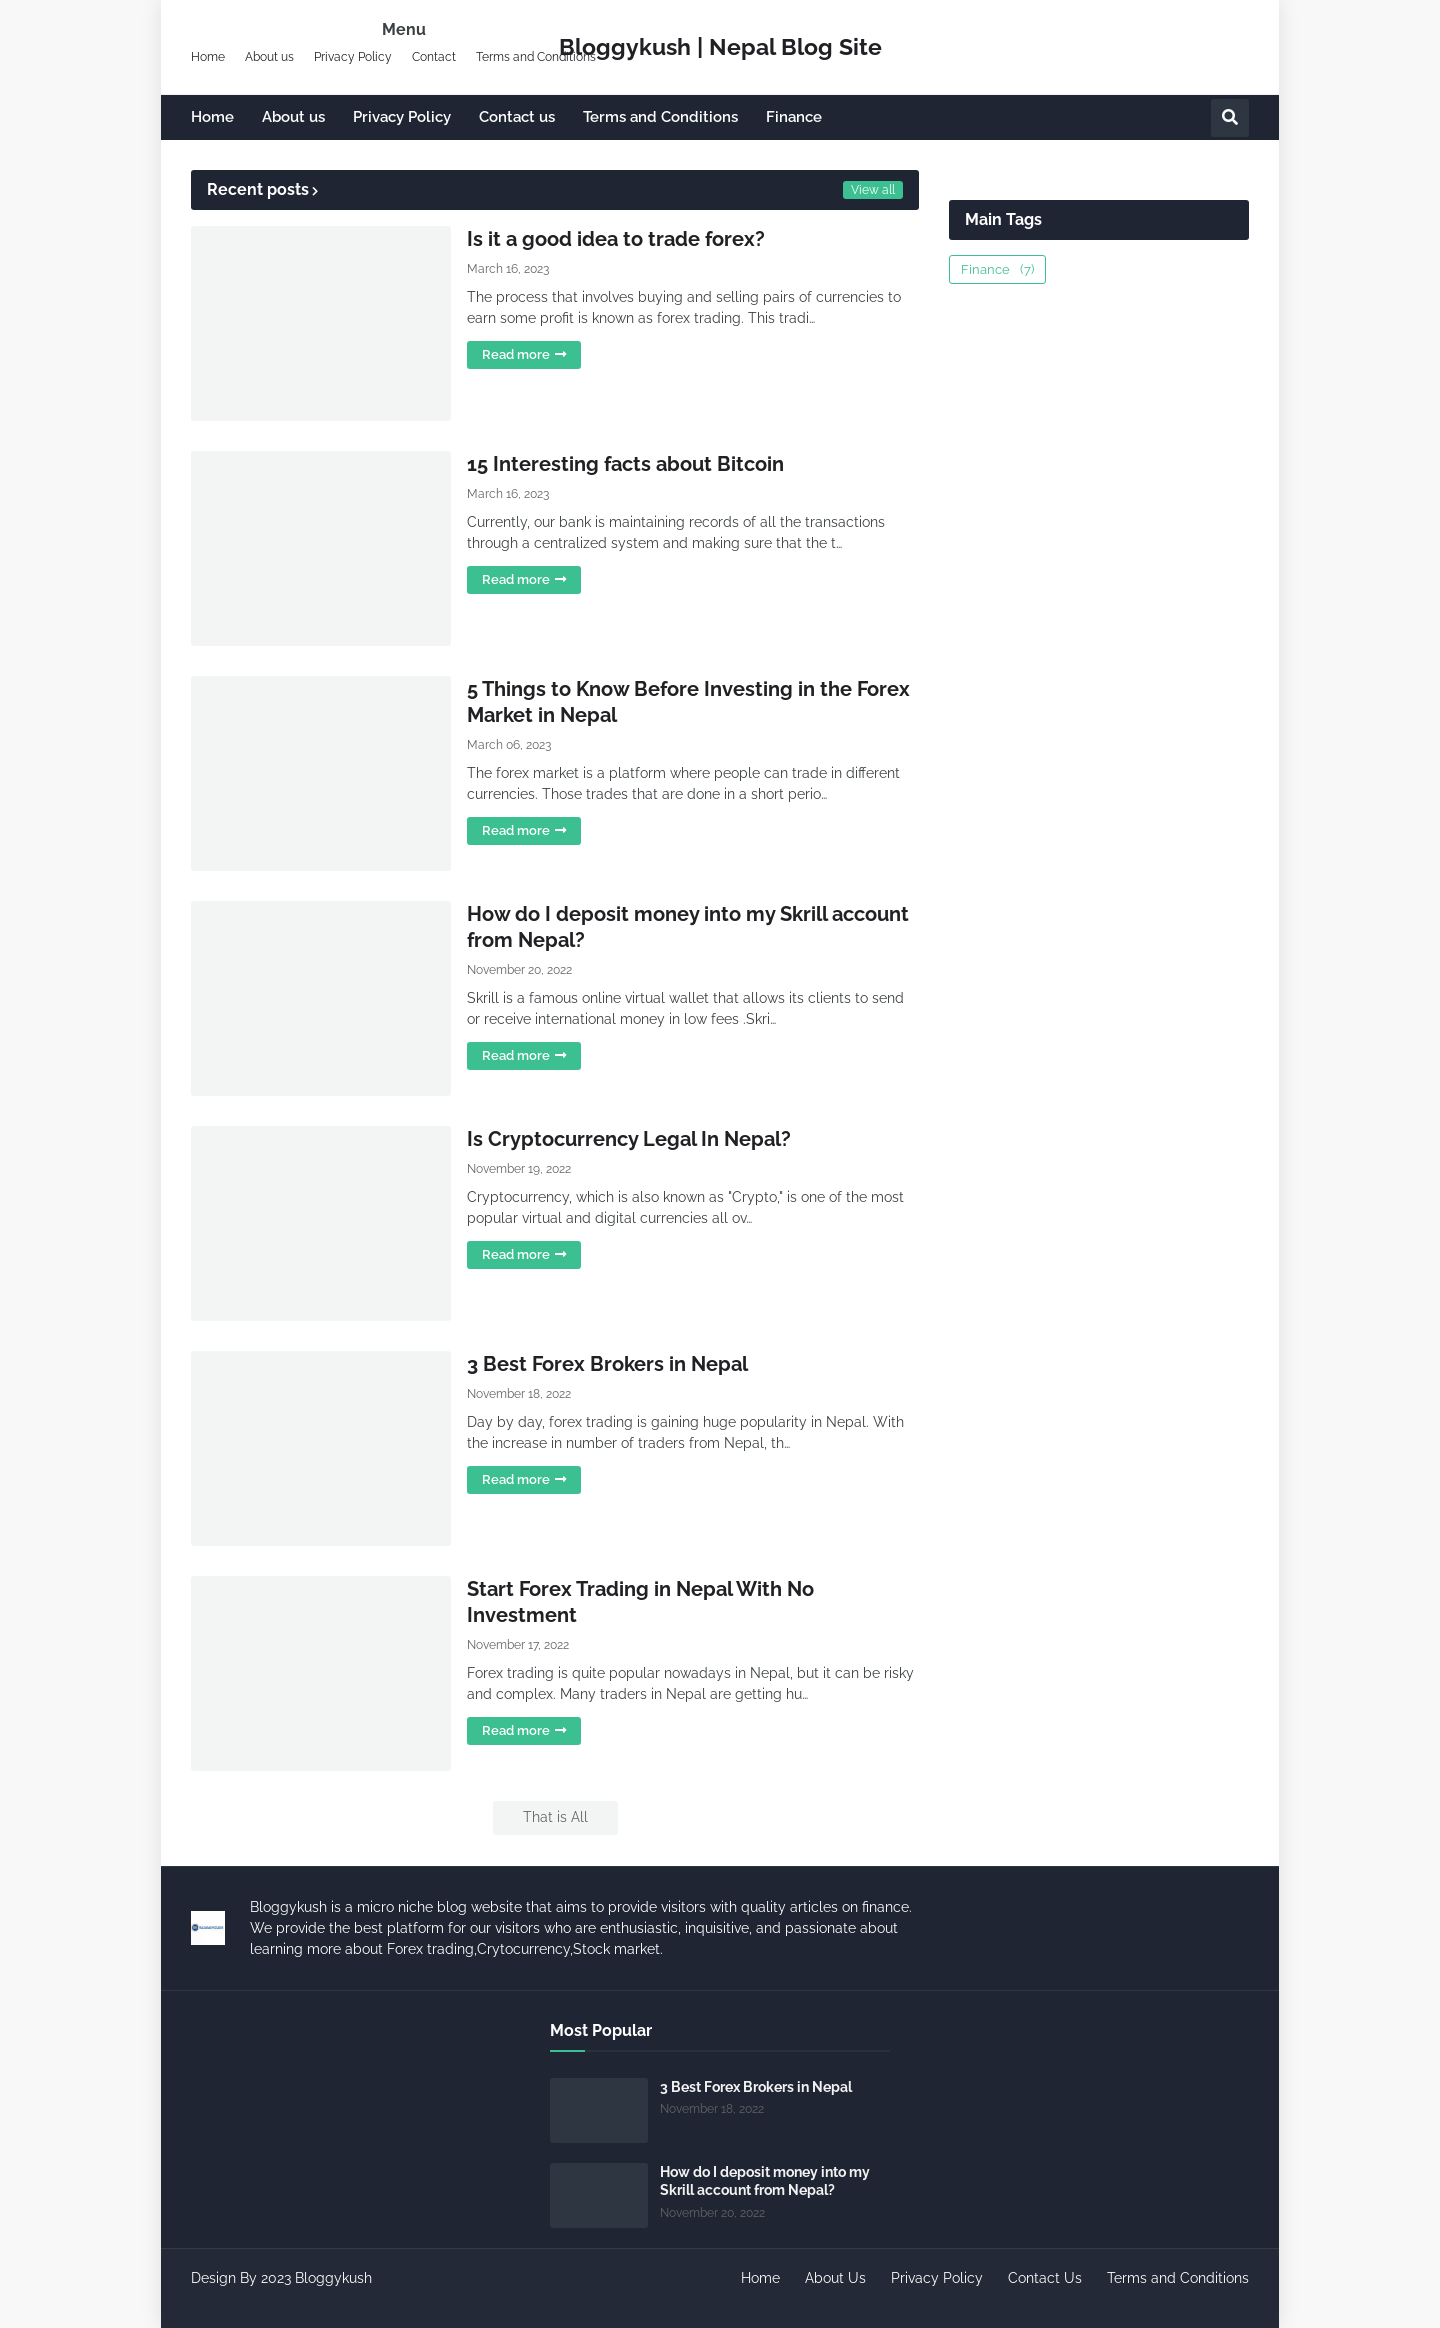 Menu
Home About us Privacy Policy Contact Terms and Conditions
Bloggykush | Nepal Blog Site
Home About us Privacy Policy Contact us Terms and Conditions Finance
Recent posts
View all
Is it a good idea to trade forex?
March 16, 2023
The process that involves buying and selling pairs of currencies to
earn some profit is known as forex trading. This tradi…
Read more
15 Interesting facts about Bitcoin
March 16, 2023
Currently, our bank is maintaining records of all the transactions
through a centralized system and making sure that the t…
Read more
5 Things to Know Before Investing in the Forex
Market in Nepal
March 06, 2023
The forex market is a platform where people can trade in different
currencies. Those trades that are done in a short perio…
Read more
How do I deposit money into my Skrill account
from Nepal?
November 20, 2022
Skrill is a famous online virtual wallet that allows its clients to send
or receive international money in low fees .Skri…
Read more
Is Cryptocurrency Legal In Nepal?
November 19, 2022
Cryptocurrency, which is also known as "Crypto," is one of the most
popular virtual and digital currencies all ov…
Read more
3 Best Forex Brokers in Nepal
November 18, 2022
Day by day, forex trading is gaining huge popularity in Nepal. With
the increase in number of traders from Nepal, th…
Read more
Start Forex Trading in Nepal With No
Investment
November 17, 2022
Forex trading is quite popular nowadays in Nepal, but it can be risky
and complex. Many traders in Nepal are getting hu…
Read more
That is All
Main Tags
Finance (7)
Bloggykush is a micro niche blog website that aims to provide visitors with quality articles on finance.
We provide the best platform for our visitors who are enthusiastic, inquisitive, and passionate about
learning more about Forex trading,Crytocurrency,Stock market.
Most Popular
3 Best Forex Brokers in Nepal
November 18, 2022
How do I deposit money into my
Skrill account from Nepal?
November 20, 2022
Design By 2023 Bloggykush
Home About Us Privacy Policy Contact Us Terms and Conditions